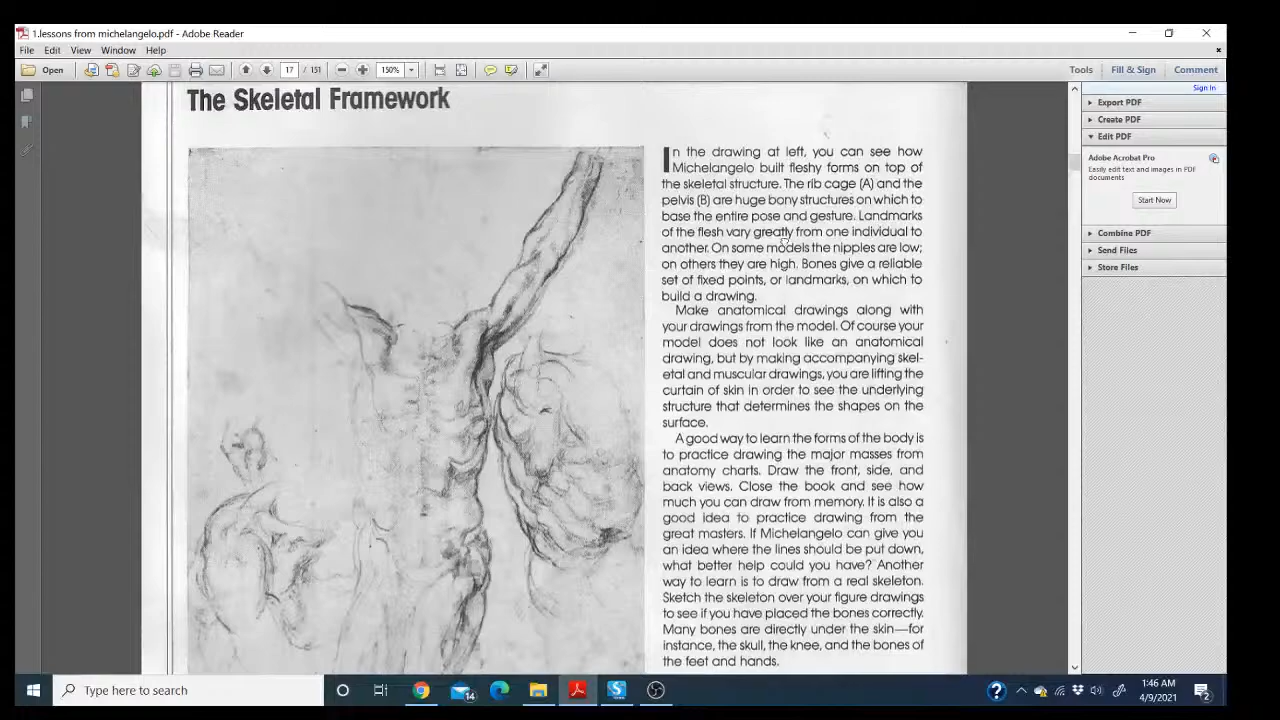 1.lessons from michelangelo.pdf - Adobe Reader
File Edit View Window Help
Open 17 / 151 150% Tools Fill & Sign Comment
Sign In
Export PDF
Create PDF
Edit PDF
Adobe Acrobat Pro
Easily edit text and images in PDF
documents
Start Now
Combine PDF
Send Files
Store Files
The Skeletal Framework
In the drawing at left, you can see how
Michelangelo built fleshy forms on top of
the skeletal structure. The rib cage (A) and the
pelvis (B) are huge bony structures on which to
base the entire pose and gesture. Landmarks
of the flesh vary greatly from one individual to
another. On some models the nipples are low;
on others they are high. Bones give a reliable
set of fixed points, or landmarks, on which to
build a drawing.
Make anatomical drawings along with
your drawings from the model. Of course your
model does not look like an anatomical
drawing, but by making accompanying skel-
etal and muscular drawings, you are lifting the
curtain of skin in order to see the underlying
structure that determines the shapes on the
surface.
A good way to learn the forms of the body is
to practice drawing the major masses from
anatomy charts. Draw the front, side, and
back views. Close the book and see how
much you can draw from memory. It is also a
good idea to practice drawing from the
great masters. If Michelangelo can give you
an idea where the lines should be put down,
what better help could you have? Another
way to learn is to draw from a real skeleton.
Sketch the skeleton over your figure drawings
to see if you have placed the bones correctly.
Many bones are directly under the skin—for
instance, the skull, the knee, and the bones of
the feet and hands.
Type here to search
14
1:46 AM
4/9/2021
2